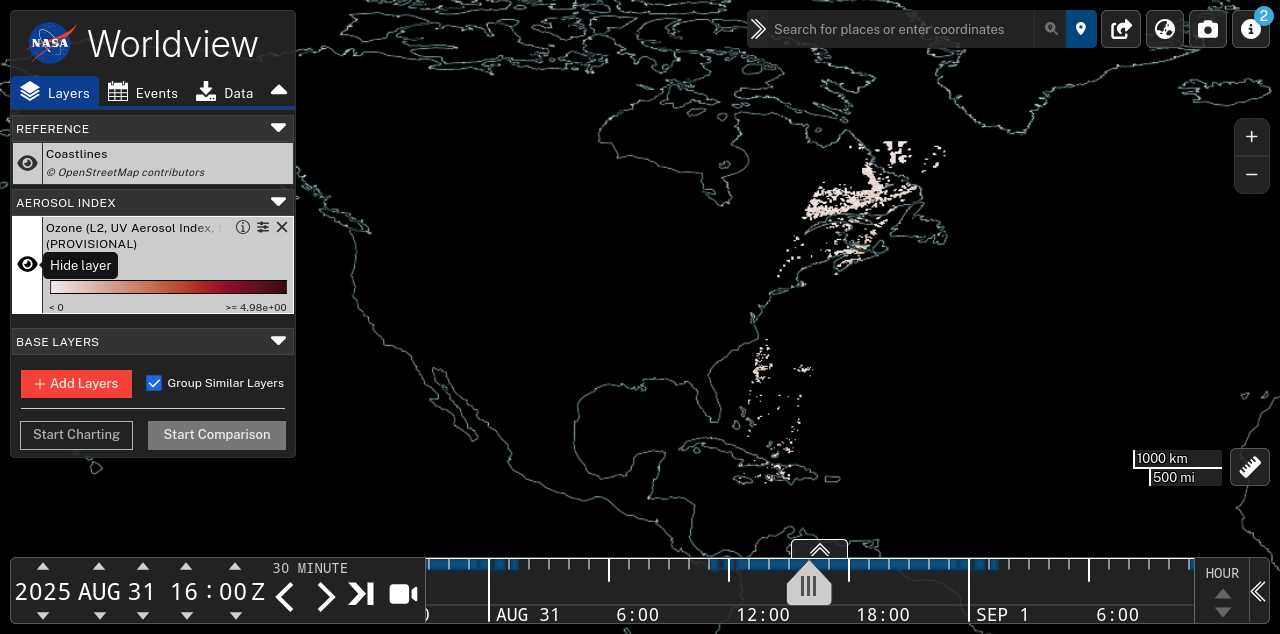 NASA
Worldview
Search for places or enter coordinates
2
Layers
Events
Data
REFERENCE
Coastlines
© OpenStreetMap contributors
AEROSOL INDEX
Ozone (L2, UV Aerosol Index,
(PROVISIONAL)
Hide layer
< 0
>= 4.98e+00
BASE LAYERS
+ Add Layers
Group Similar Layers
Start Charting
Start Comparison
+
−
1000 km
500 mi
2025 AUG 31 16 : 00 Z
30 MINUTE
AUG 31
6:00
12:00
18:00
SEP 1
6:00
HOUR